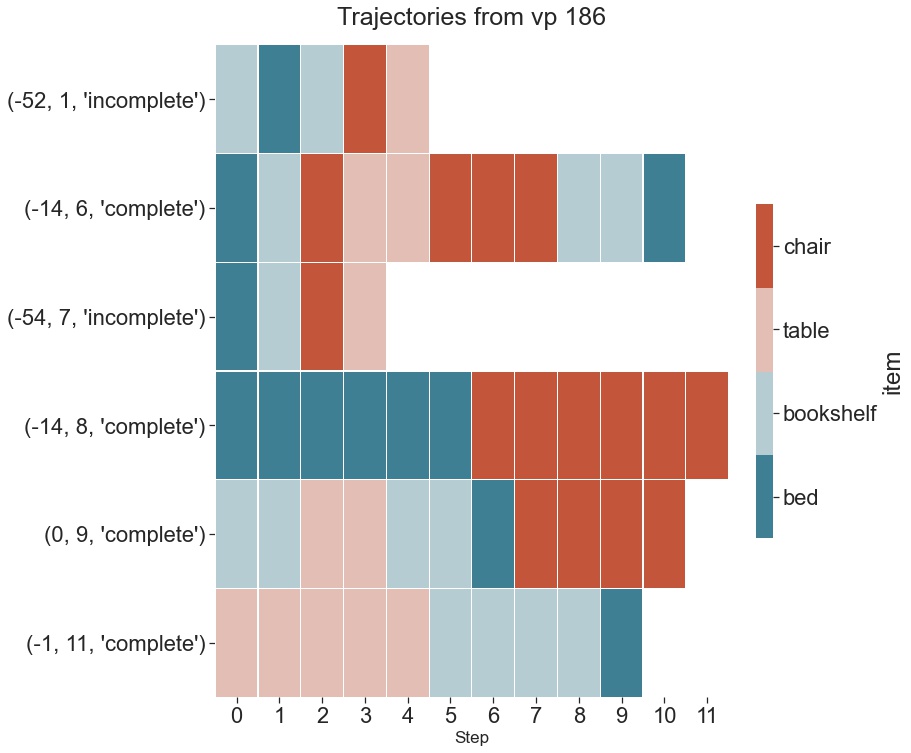 Trajectories from vp 186
(-52, 1, 'incomplete')
(-14, 6, 'complete')
(-54, 7, 'incomplete')
(-14, 8, 'complete')
(0, 9, 'complete')
(-1, 11, 'complete')
0 1 2 3 4 5 6 7 8 9 10 11
Step
chair
table
bookshelf
bed
item